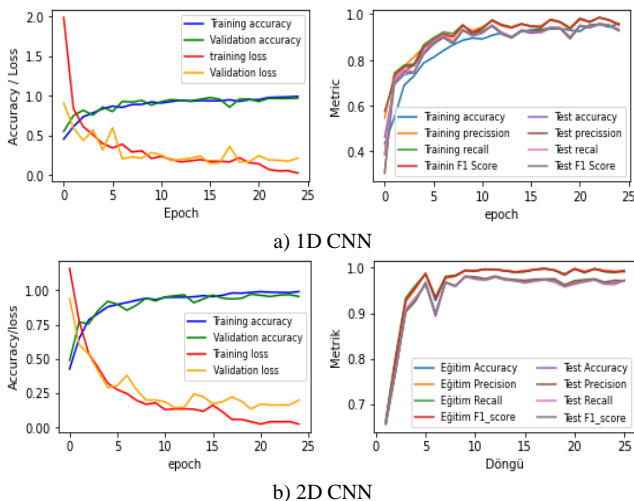 2.0
1.5
1.0
0.5
0.0
Accuracy / Loss
Training accuracy
Validation accuracy
training loss
Validation loss
0 5 10 15 20 25
Epoch
1.0
0.8
0.6
0.4
Metric
Training accuracy
Training precission
Training recall
Trainin F1 Score
Test accuracy
Test precission
Test recal
Test F1 Score
0 5 10 15 20 25
epoch
a) 1D CNN
1.00
0.75
0.50
0.25
0.00
Accuracy/loss
Training accuracy
Validation accuracy
Training loss
Validation loss
0 5 10 15 20 25
epoch
1.0
0.9
0.8
0.7
Metrik
Eğitim Accuracy
Eğitim Precision
Eğitim Recall
Eğitim F1_score
Test Accuracy
Test Precision
Test Recall
Test F1_score
0 5 10 15 20 25
Döngü
b) 2D CNN